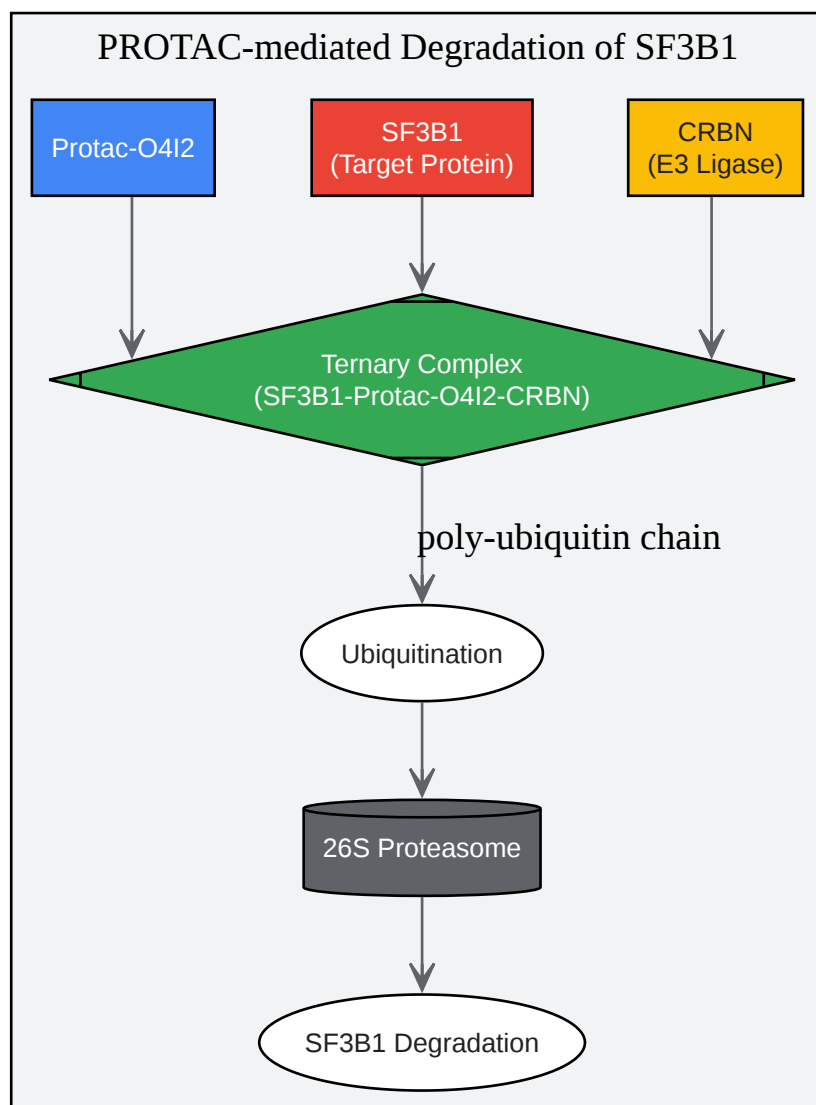 PROTAC-mediated Degradation of SF3B1
Protac-O4I2
SF3B1
(Target Protein)
CRBN
(E3 Ligase)
Ternary Complex
(SF3B1-Protac-O4I2-CRBN)
poly-ubiquitin chain
Ubiquitination
26S Proteasome
SF3B1 Degradation